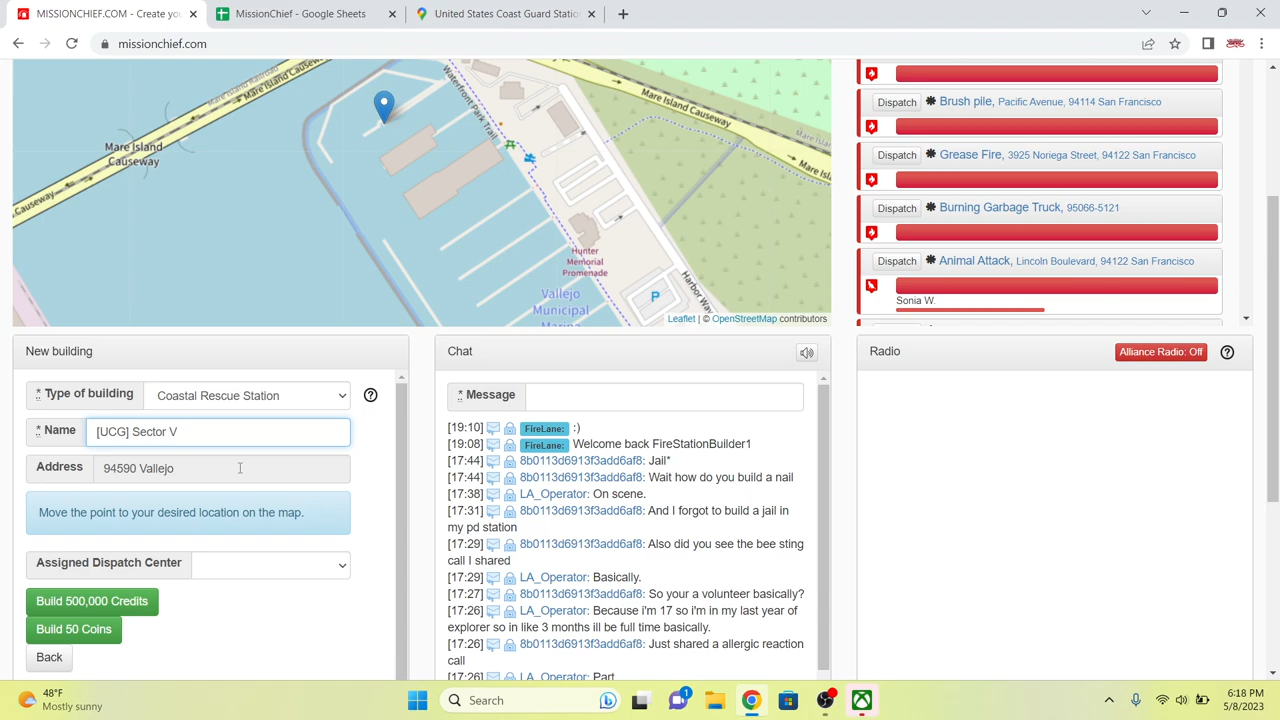 MISSIONCHIEF.COM - Create you
MissionChief - Google Sheets
United States Coast Guard Statio
missionchief.com
Mare Island Causeway
Waterfront Park Trail
Mare Island Causeway
Mare Island
Causeway
Hunter
Memorial
Promenade
Harbor Way
P
Vallejo
Municipal
Marina
Leaflet | © OpenStreetMap contributors
Dispatch Brush pile, Pacific Avenue, 94114 San Francisco
Dispatch Grease Fire, 3925 Noriega Street, 94122 San Francisco
Dispatch Burning Garbage Truck, 95066-5121
Dispatch Animal Attack, Lincoln Boulevard, 94122 San Francisco
Sonia W.
New building
* Type of building Coastal Rescue Station
* Name [UCG] Sector V
Address 94590 Vallejo
Move the point to your desired location on the map.
Assigned Dispatch Center
Build 500,000 Credits
Build 50 Coins
Back
Chat
* Message
[19:10] FireLane: :)
[19:08] FireLane: Welcome back FireStationBuilder1
[17:44] 8b0113d6913f3add6af8: Jail*
[17:44] 8b0113d6913f3add6af8: Wait how do you build a nail
[17:38] LA_Operator: On scene.
[17:31] 8b0113d6913f3add6af8: And I forgot to build a jail in
my pd station
[17:29] 8b0113d6913f3add6af8: Also did you see the bee sting
call I shared
[17:29] LA_Operator: Basically.
[17:27] 8b0113d6913f3add6af8: So your a volunteer basically?
[17:26] LA_Operator: Because i'm 17 so i'm in my last year of
explorer so in like 3 months ill be full time basically.
[17:26] 8b0113d6913f3add6af8: Just shared a allergic reaction
call
[17:26] LA_Operator: Part
Radio
Alliance Radio: Off
48°F
Mostly sunny
Search
1
6:18 PM
5/8/2023